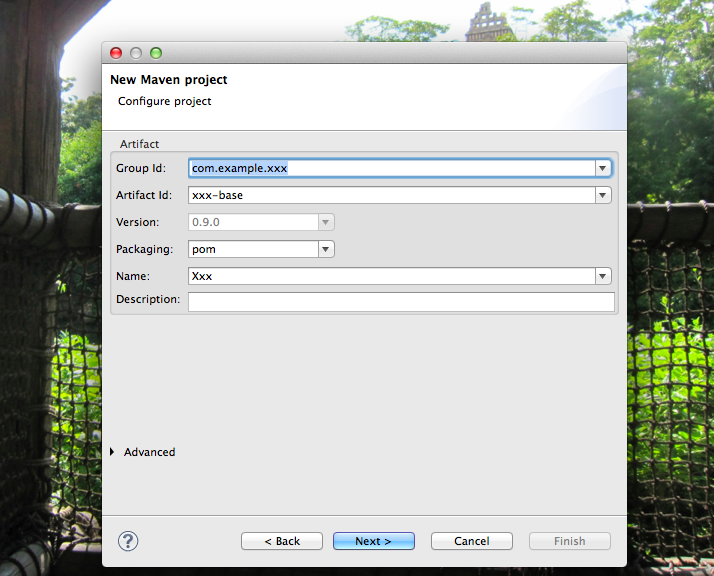 New Maven project
Configure project
Artifact
Group Id: com.example.xxx
Artifact Id: xxx-base
Version: 0.9.0
Packaging: pom
Name: Xxx
Description:
Advanced
? < Back Next > Cancel Finish